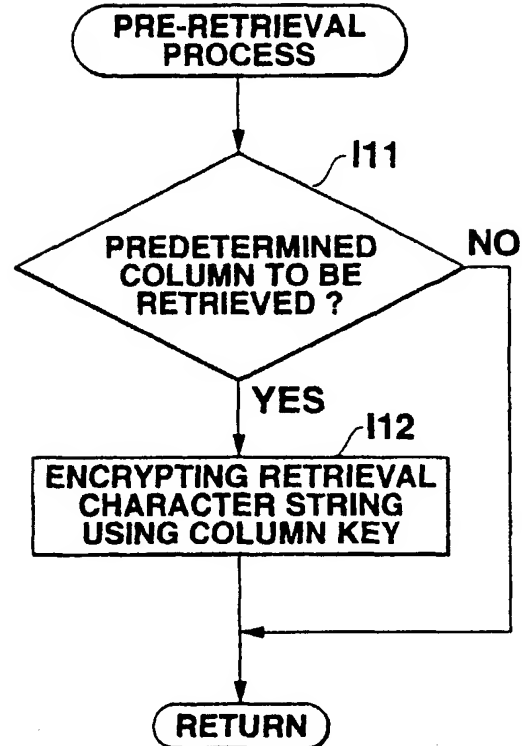 PRE-RETRIEVAL
PROCESS
I11
PREDETERMINED
COLUMN TO BE
RETRIEVED ?
NO
YES
I12
ENCRYPTING RETRIEVAL
CHARACTER STRING
USING COLUMN KEY
RETURN